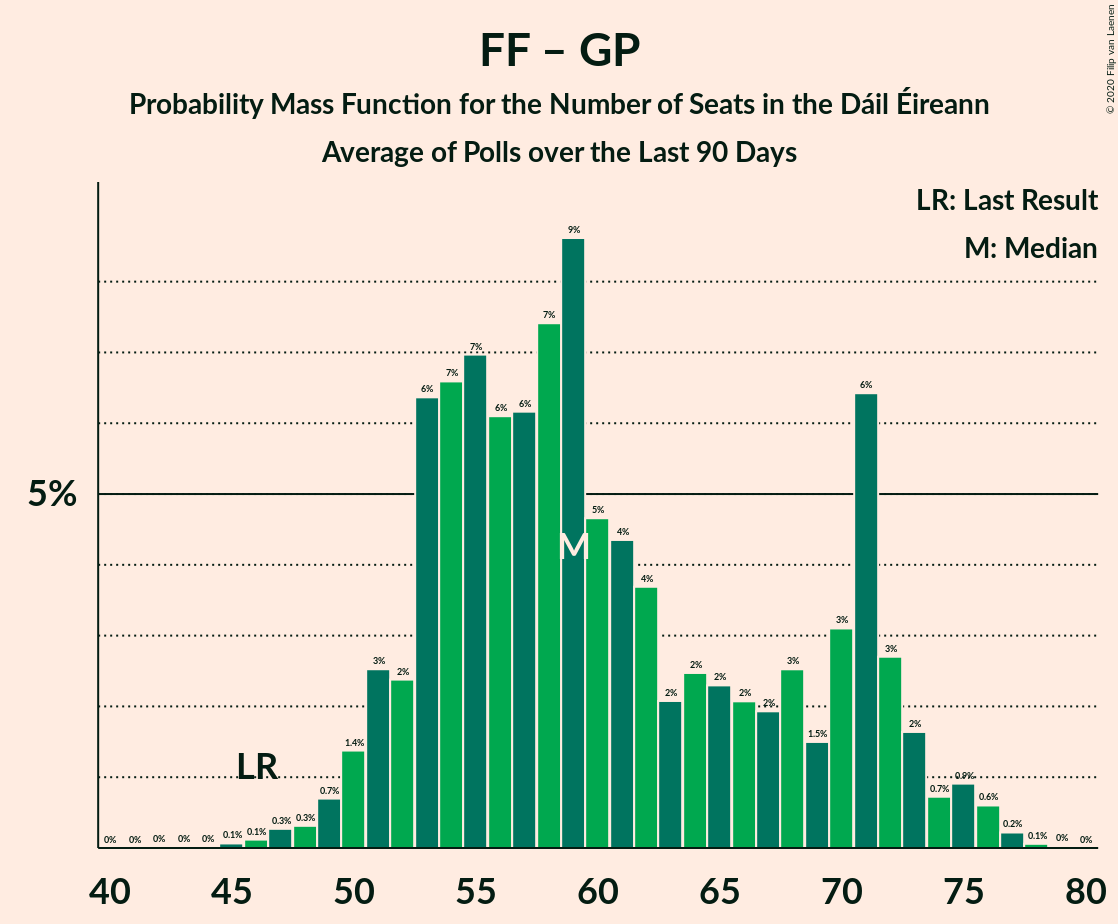 FF – GP
Probability Mass Function for the Number of Seats in the Dáil Éireann
Average of Polls over the Last 90 Days
© 2020 Filip van Laenen
LR: Last Result
M: Median
5%
0% 0% 0% 0% 0% 0.1% 0.1% 0.3% 0.3% 0.7% 1.4% 3% 2% 6% 7% 7% 6% 6% 7% 9% 5% 4% 4% 2% 2% 2% 2% 2% 3% 1.5% 3% 6% 3% 2% 0.7% 0.9% 0.6% 0.2% 0.1% 0% 0%
LR
M
40 45 50 55 60 65 70 75 80